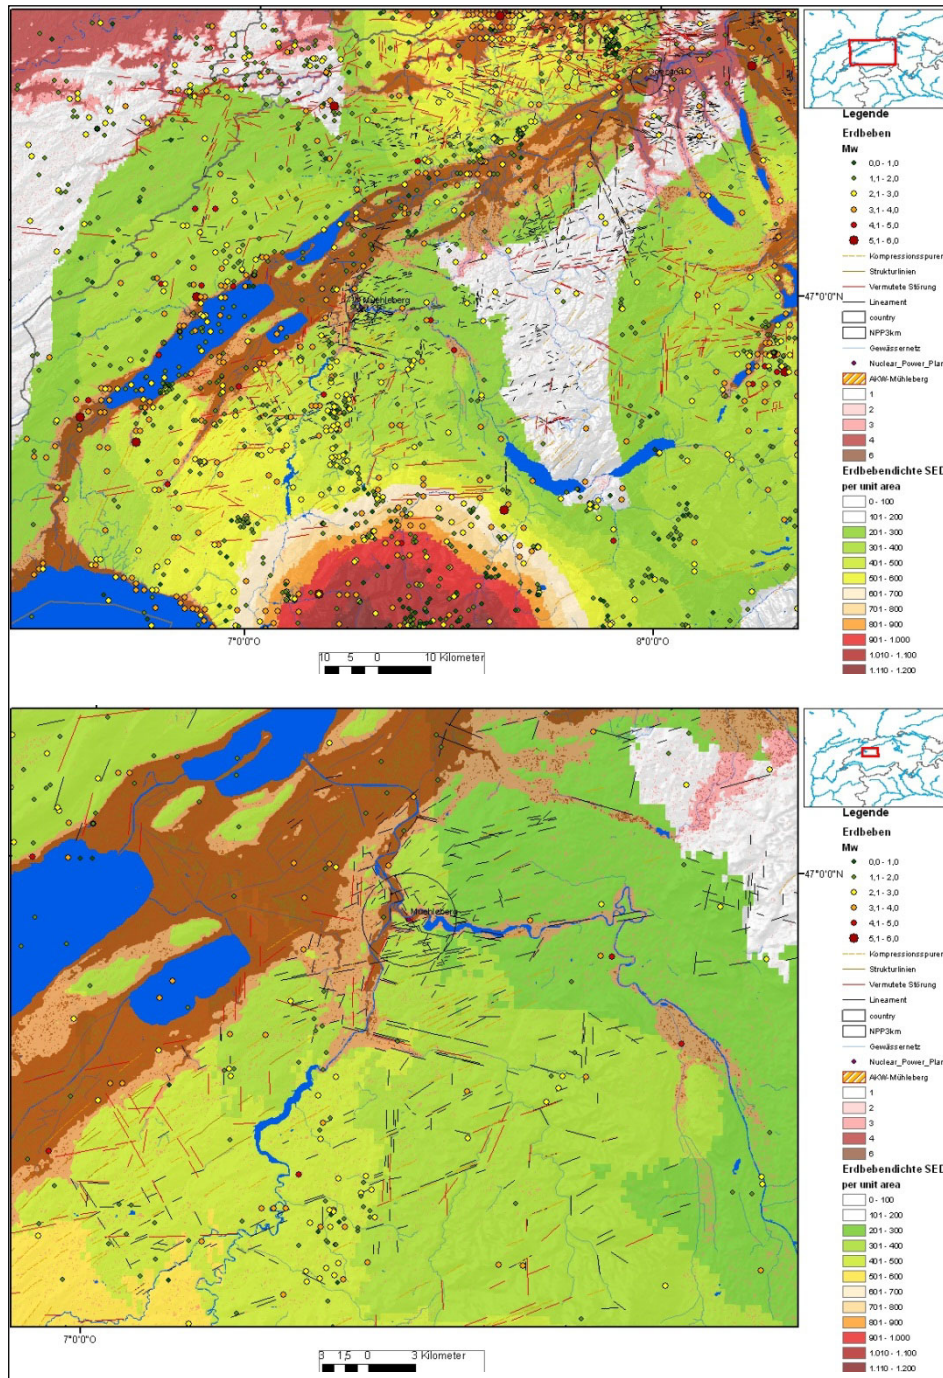 Muehleberg
47°0'0"N
7°0'0"O
8°0'0"O
10 5 0 10 Kilometer
Legende
Erdbeben
Mw
0,0 - 1,0
1,1 - 2,0
2,1 - 3,0
3,1 - 4,0
4,1 - 5,0
5,1 - 6,0
Kompressionsspuren
Strukturlinien
Vermutete Störung
Lineament
country
NPP3km
Gewässernetz
Nuclear_Power_Plan
AKW-Mühleberg
1
2
3
4
6
Erdbebendichte SED
per unit area
0 - 100
101 - 200
201 - 300
301 - 400
401 - 500
501 - 600
601 - 700
701 - 800
801 - 900
901 - 1.000
1.010 - 1.100
1.110 - 1.200
Muehleberg
47°0'0"N
7°0'0"O
3 1,5 0 3 Kilometer
Legende
Erdbeben
Mw
0,0 - 1,0
1,1 - 2,0
2,1 - 3,0
3,1 - 4,0
4,1 - 5,0
5,1 - 6,0
Kompressionsspuren
Strukturlinien
Vermutete Störung
Lineament
country
NPP3km
Gewässernetz
Nuclear_Power_Plan
AKW-Mühleberg
1
2
3
4
6
Erdbebendichte SED
per unit area
0 - 100
101 - 200
201 - 300
301 - 400
401 - 500
501 - 600
601 - 700
701 - 800
801 - 900
901 - 1.000
1.010 - 1.100
1.110 - 1.200